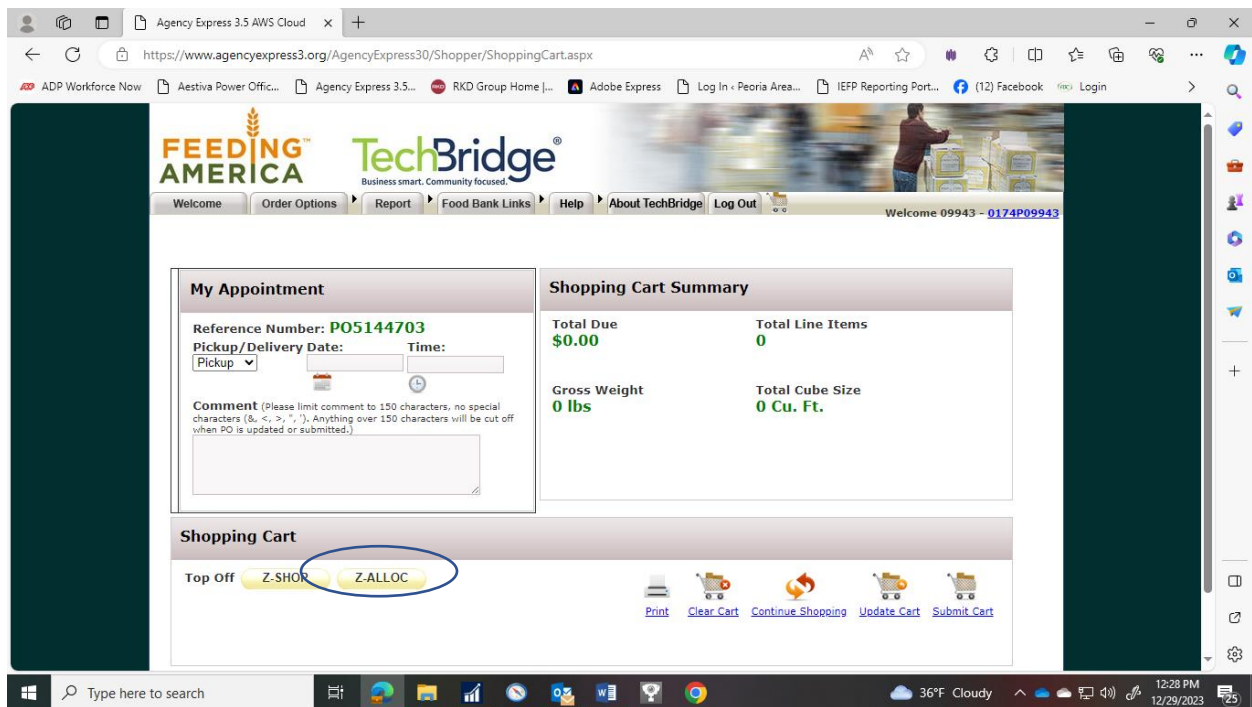 Agency Express 3.5 AWS Cloud
https://www.agencyexpress3.org/AgencyExpress30/Shopper/ShoppingCart.aspx
ADP Workforce Now Aestiva Power Offic... Agency Express 3.5... RKD Group Home |... Adobe Express Log In ‹ Peoria Area... IEFP Reporting Port... (12) Facebook Login
FEEDING™
AMERICA
TechBridge®
Business smart. Community focused.
Welcome Order Options Report Food Bank Links Help About TechBridge Log Out
Welcome 09943 - 0174P09943
My Appointment
Reference Number: PO5144703
Pickup/Delivery Date: Time:
Pickup
Comment (Please limit comment to 150 characters, no special
characters (&, <, >, ", '). Anything over 150 characters will be cut off
when PO is updated or submitted.)
Shopping Cart Summary
Total Due Total Line Items
$0.00 0
Gross Weight Total Cube Size
0 lbs 0 Cu. Ft.
Shopping Cart
Top Off Z-SHOP Z-ALLOC
Print Clear Cart Continue Shopping Update Cart Submit Cart
Type here to search
36°F Cloudy
12:28 PM
12/29/2023
25